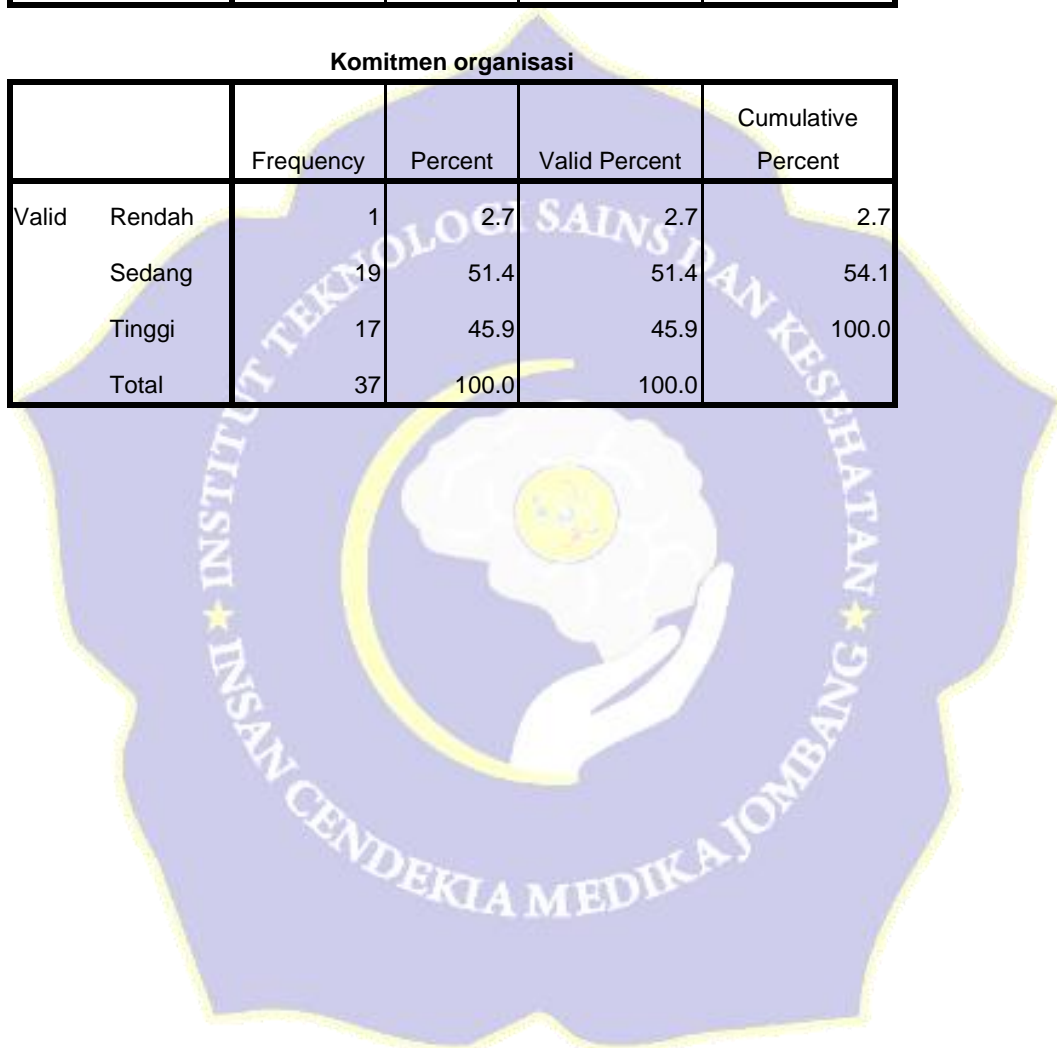 Komitmen organisasi
Frequency Percent Valid Percent Cumulative Percent
Valid Rendah 1 2.7 2.7 2.7
Sedang 19 51.4 51.4 54.1
Tinggi 17 45.9 45.9 100.0
Total 37 100.0 100.0
INSTITUT TEKNOLOGI SAINS DAN KESEHATAN
INSAN CENDEKIA MEDIKA JOMBANG